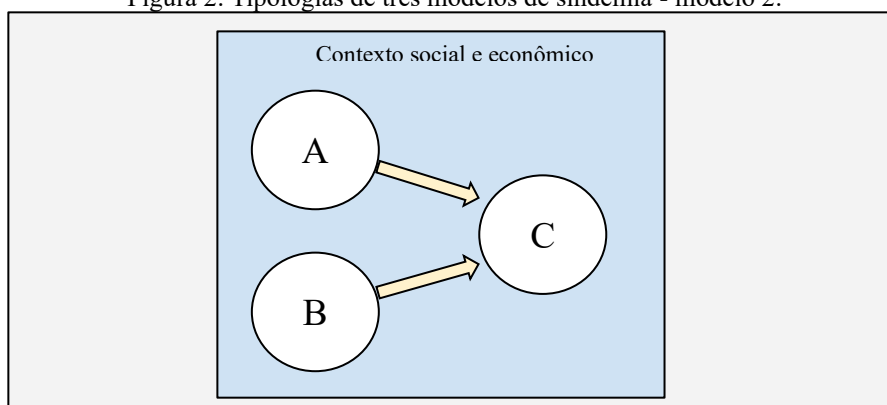 Figura 2. Tipologias de três modelos de sindemia - modelo 2.
Contexto social e econômico
A
C
B